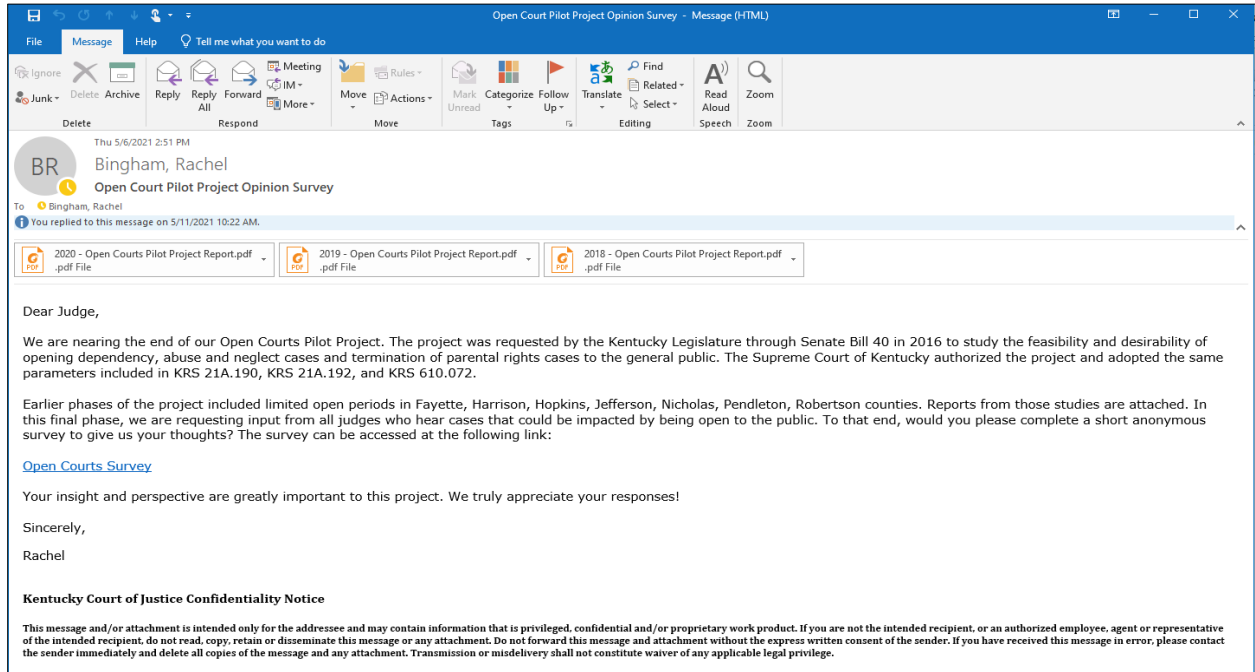 Open Court Pilot Project Opinion Survey - Message (HTML)
File Message Help Tell me what you want to do
Ignore
Junk
Delete
Archive
Reply
Reply All
Forward
Meeting
IM
More
Move
Rules
Actions
Mark Unread
Categorize
Follow Up
Translate
Find
Related
Select
Read Aloud
Zoom
Delete Respond Move Tags Editing Speech Zoom
Thu 5/6/2021 2:51 PM
BR
Bingham, Rachel
Open Court Pilot Project Opinion Survey
To Bingham, Rachel
You replied to this message on 5/11/2021 10:22 AM.
PDF
2020 - Open Courts Pilot Project Report.pdf
.pdf File
PDF
2019 - Open Courts Pilot Project Report.pdf
.pdf File
PDF
2018 - Open Courts Pilot Project Report.pdf
.pdf File
Dear Judge,
We are nearing the end of our Open Courts Pilot Project. The project was requested by the Kentucky Legislature through Senate Bill 40 in 2016 to study the feasibility and desirability of
opening dependency, abuse and neglect cases and termination of parental rights cases to the general public. The Supreme Court of Kentucky authorized the project and adopted the same
parameters included in KRS 21A.190, KRS 21A.192, and KRS 610.072.
Earlier phases of the project included limited open periods in Fayette, Harrison, Hopkins, Jefferson, Nicholas, Pendleton, Robertson counties. Reports from those studies are attached. In
this final phase, we are requesting input from all judges who hear cases that could be impacted by being open to the public. To that end, would you please complete a short anonymous
survey to give us your thoughts? The survey can be accessed at the following link:
Open Courts Survey
Your insight and perspective are greatly important to this project. We truly appreciate your responses!
Sincerely,
Rachel
Kentucky Court of Justice Confidentiality Notice
This message and/or attachment is intended only for the addressee and may contain information that is privileged, confidential and/or proprietary work product. If you are not the intended recipient, or an authorized employee, agent or representative
of the intended recipient, do not read, copy, retain or disseminate this message or any attachment. Do not forward this message and attachment without the express written consent of the sender. If you have received this message in error, please contact
the sender immediately and delete all copies of the message and any attachment. Transmission or misdelivery shall not constitute waiver of any applicable legal privilege.